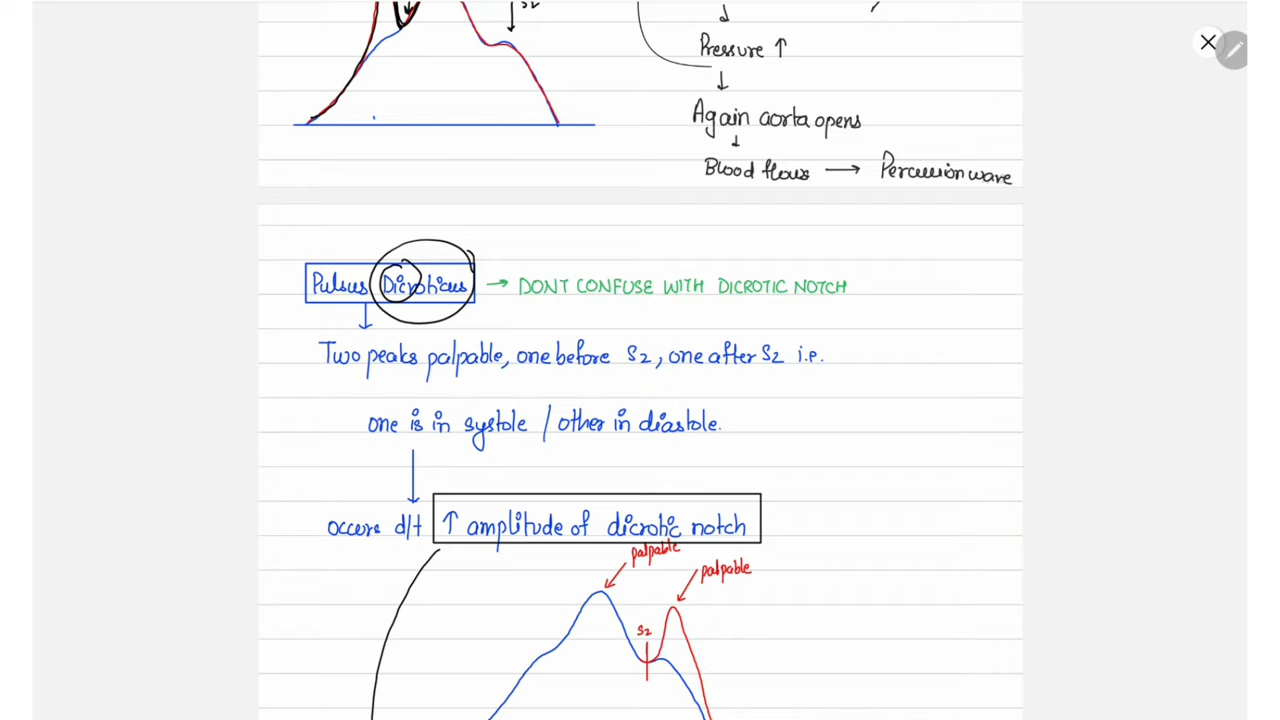 S2
Pressure ↑
↓
Again aorta opens
↓
Blood flows → Percussion wave
Pulsus Dicroticus → DONT CONFUSE WITH DICROTIC NOTCH
Two peaks palpable, one before S2, one after S2 i.e.
one is in systole / other in diastole.
occurs d/t ↑ amplitude of dicrotic notch
palpable
palpable
S2